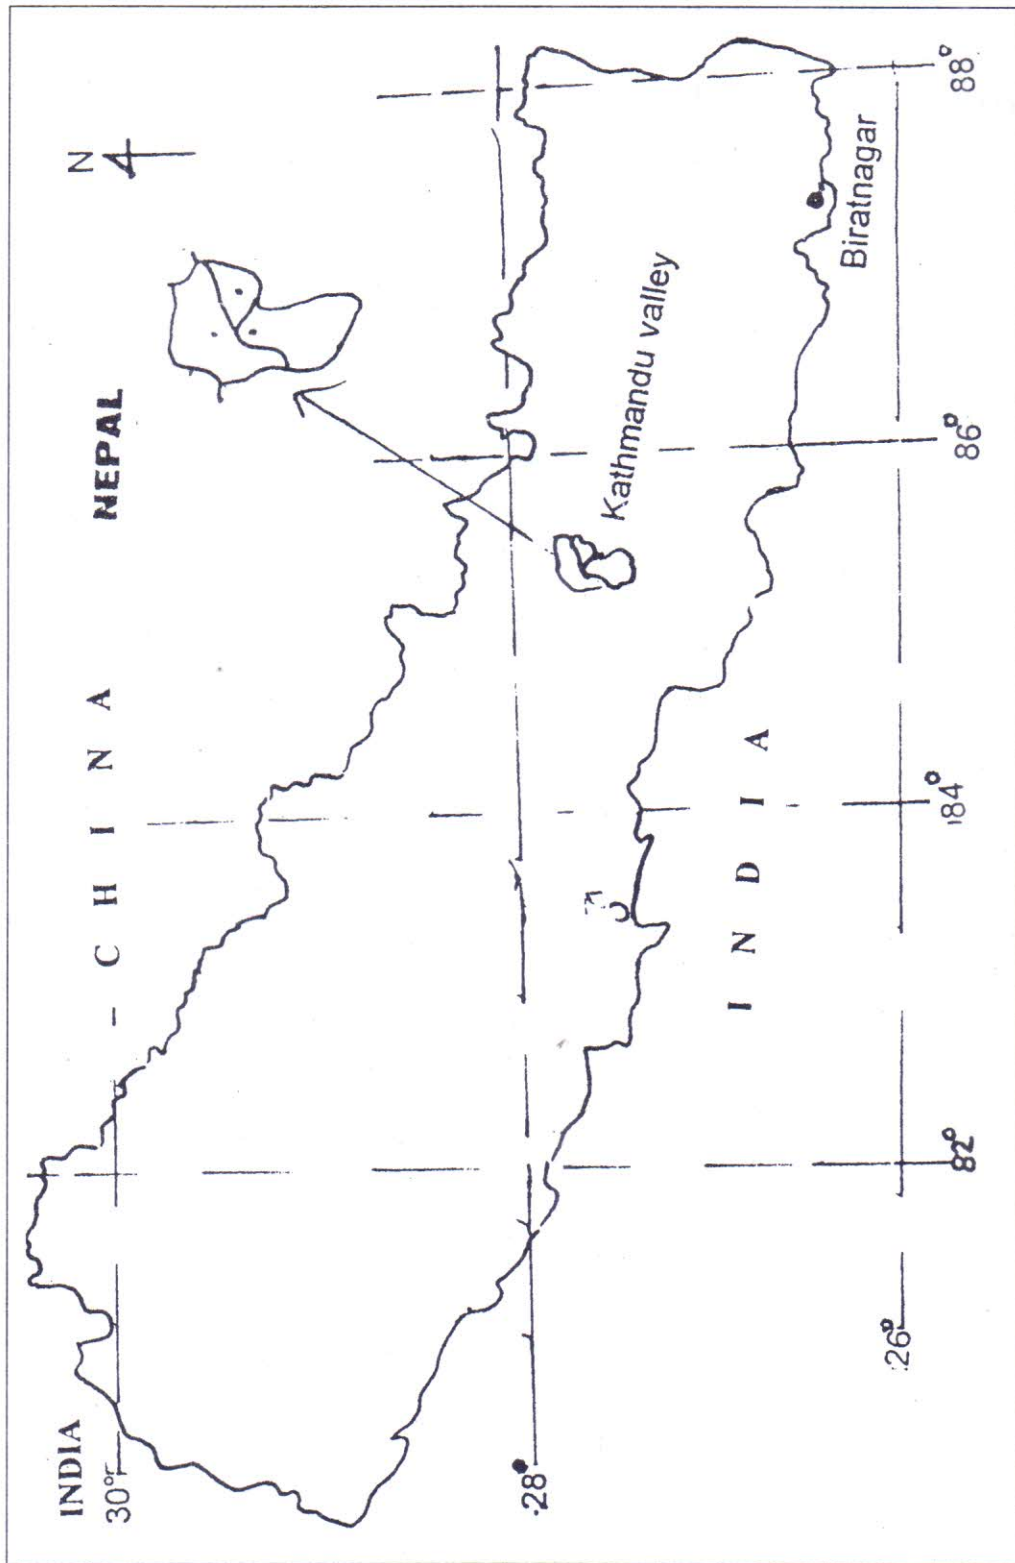 NEPAL
N
INDIA
30°
C H I N A
Kathmandu valley
28°
I N D I A
Biratnagar
26°
82°
84°
86°
88°